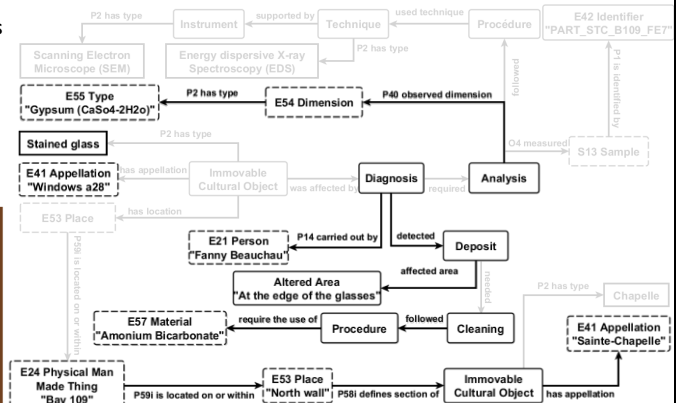 s
P2 has type
Instrument
supported by
Technique
used technique
Procédure
E42 Identifier
"PART_STC_B109_FE7"
Scanning Electron
Microscope (SEM)
Energy dispersive X-ray
Spectroscopy (EDS)
P2 has type
followed
P1 is identified by
E55 Type
"Gypsum (CaSo4-2H2o)"
P2 has type
E54 Dimension
P40 observed dimension
Stained glass
P2 has type
O4 measured
S13 Sample
E41 Appellation
"Windows a28"
has appellation
Immovable
Cultural Object
was affected by
Diagnosis
required
Analysis
E53 Place
has location
P59i is located on or within
E21 Person
"Fanny Beauchau"
P14 carried out by
detected
Deposit
affected area
Altered Area
"At the edge of the glasses"
needed
P2 has type
Chapelle
E57 Material
"Amonium Bicarbonate"
require the use of
Procedure
followed
Cleaning
E41 Appellation
"Sainte-Chapelle"
E24 Physical Man
Made Thing
"Bay 109"
P59i is located on or within
E53 Place
"North wall"
P58i defines section of
Immovable
Cultural Object
has appellation